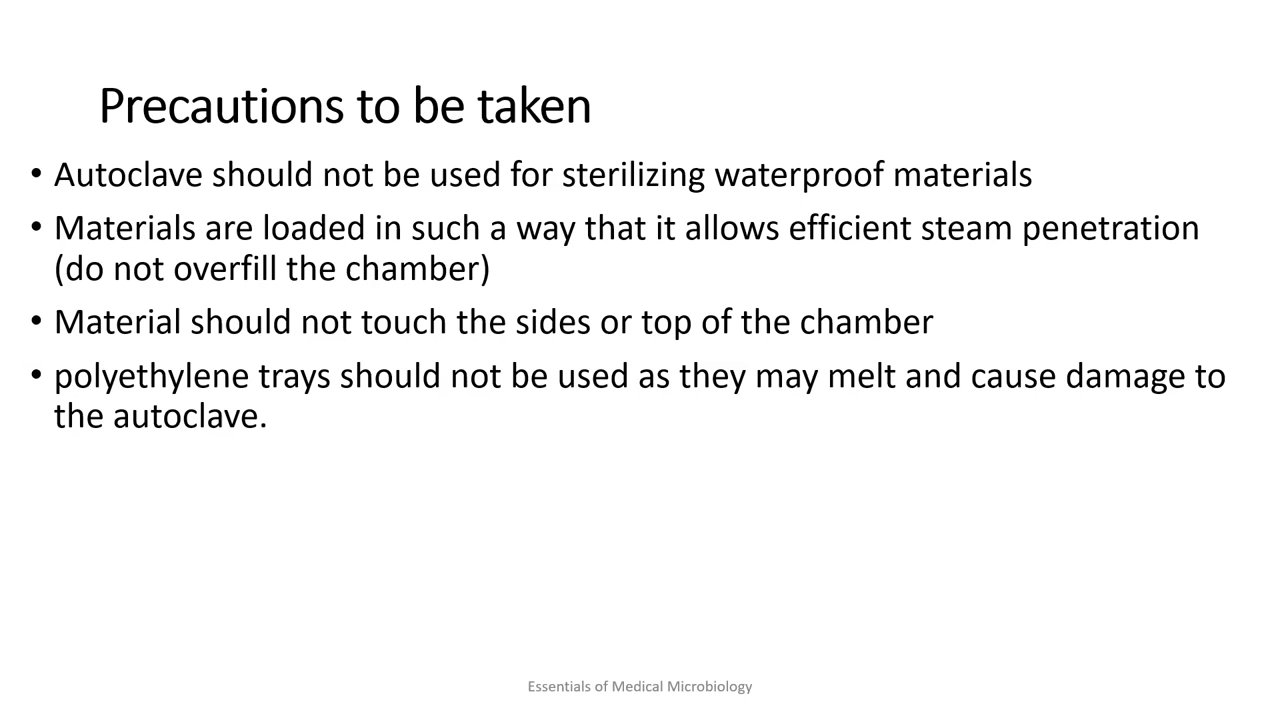 Precautions to be taken
• Autoclave should not be used for sterilizing waterproof materials
• Materials are loaded in such a way that it allows efficient steam penetration
(do not overfill the chamber)
• Material should not touch the sides or top of the chamber
• polyethylene trays should not be used as they may melt and cause damage to
the autoclave.
Essentials of Medical Microbiology